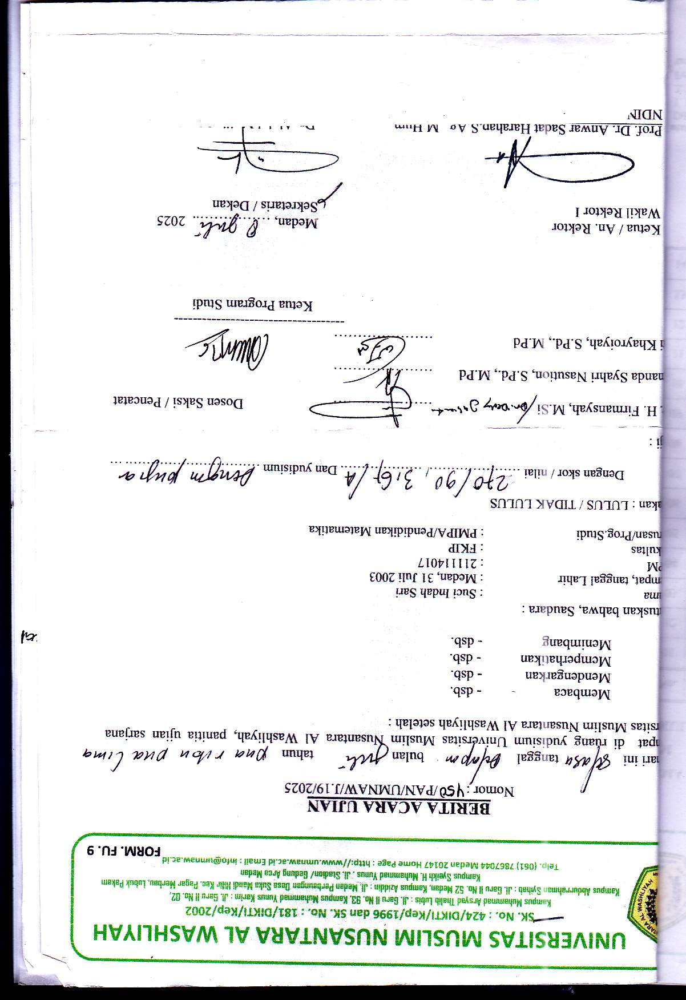 UNIVERSITAS MUSLIM NUSANTARA AL WASHLIYAH
SK. No. : 424/DIKTI/Kep/1996 dan SK. No. : 181/DIKTI/Kep/2002
Kampus Muhammad Arsyad Thalib Lubis : Jl. Garu II No. 93, Kampus Muhammad Yunus Karim : Jl. Garu II No. 02,
Kampus Abdurrahman Syihab : Jl. Garu II No. 52 Medan, Kampus Aziddin : Jl. Medan Perbaungan Desa Suka Mandi Hilir Kec. Pagar Merbau, Lubuk Pakam
Kampus Syeikh H. Muhammad Yunus . Jl. Stadion/ Gedung Arca Medan
Telp. (061) 7867044 Medan 20147 Home Page : http://www.umnaw.ac.id Email : info@umnaw.ac.id
FORM. FU. 9
BERITA ACARA UJIAN
Nomor : 450/PAN/UMNAW/J.19/2025
ari ini selasa tanggal Delapan bulan Juli tahun Dua ribu Dua Lima
pat di ruang yudisium Universitas Muslim Nusantara Al Washliyah, panitia ujian sarjana
rsitas Muslim Nusantara Al Washliyah setelah :
Membaca - dsb.
Mendengarkan - dsb.
Memperhatikan - dsb.
Menimbang - dsb.
tuskan bahwa, Saudara :
ma : Suci Indah Sari
mpat, tanggal Lahir : Medan, 31 Juli 2003
PM : 211114017
kultas : FKIP
rusan/Prog.Studi : PMIPA/Pendidikan Matematika
akan : LULUS / TIDAK LULUS
Dengan skor / nilai 270/90, 3,67/A Dan yudisium Dengan pujian
ji :
H. Firmansyah, M.Si /Dr. Dedy Dosen Saksi / Pencatat
anda Syahri Nasution, S.Pd., M.Pd
i Khayroiyah, S.Pd., M.Pd
Ketua Program Studi
Medan, 8 Juli 2025
Ketua / An. Rektor Sekretaris / Dekan
Wakil Rektor I
Prof. Dr. Anwar Sadat Harahap.S.Ag M Hum
NDIN